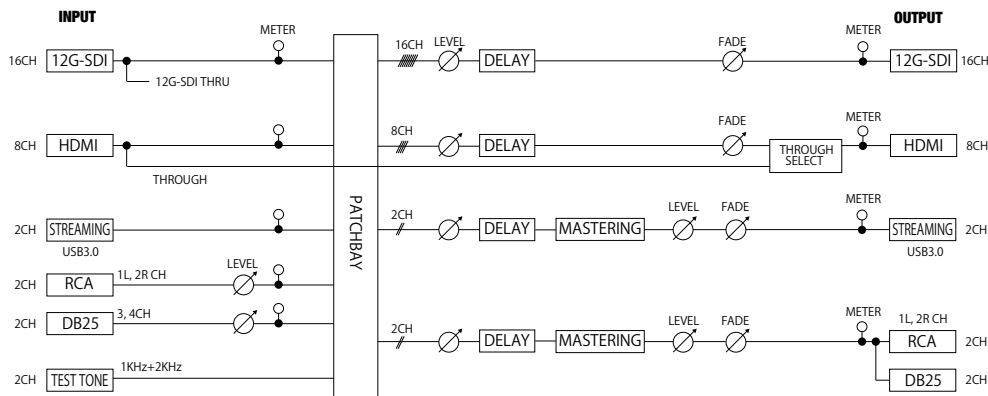 INPUT
OUTPUT
METER
16CH
LEVEL
FADE
METER
16CH
12G-SDI
DELAY
12G-SDI
16CH
12G-SDI THRU
8CH
FADE
METER
8CH
HDMI
DELAY
THROUGH
SELECT
HDMI
8CH
THROUGH
PATCHBAY
2CH
LEVEL
FADE
METER
2CH
STREAMING
DELAY
MASTERING
STREAMING
2CH
USB3.0
USB3.0
LEVEL
2CH
RCA
1L, 2R CH
2CH
DB25
3, 4CH
2CH
LEVEL
FADE
METER
1L, 2R CH
DELAY
MASTERING
RCA
2CH
2CH
TEST TONE
1KHz+2KHz
DB25
2CH